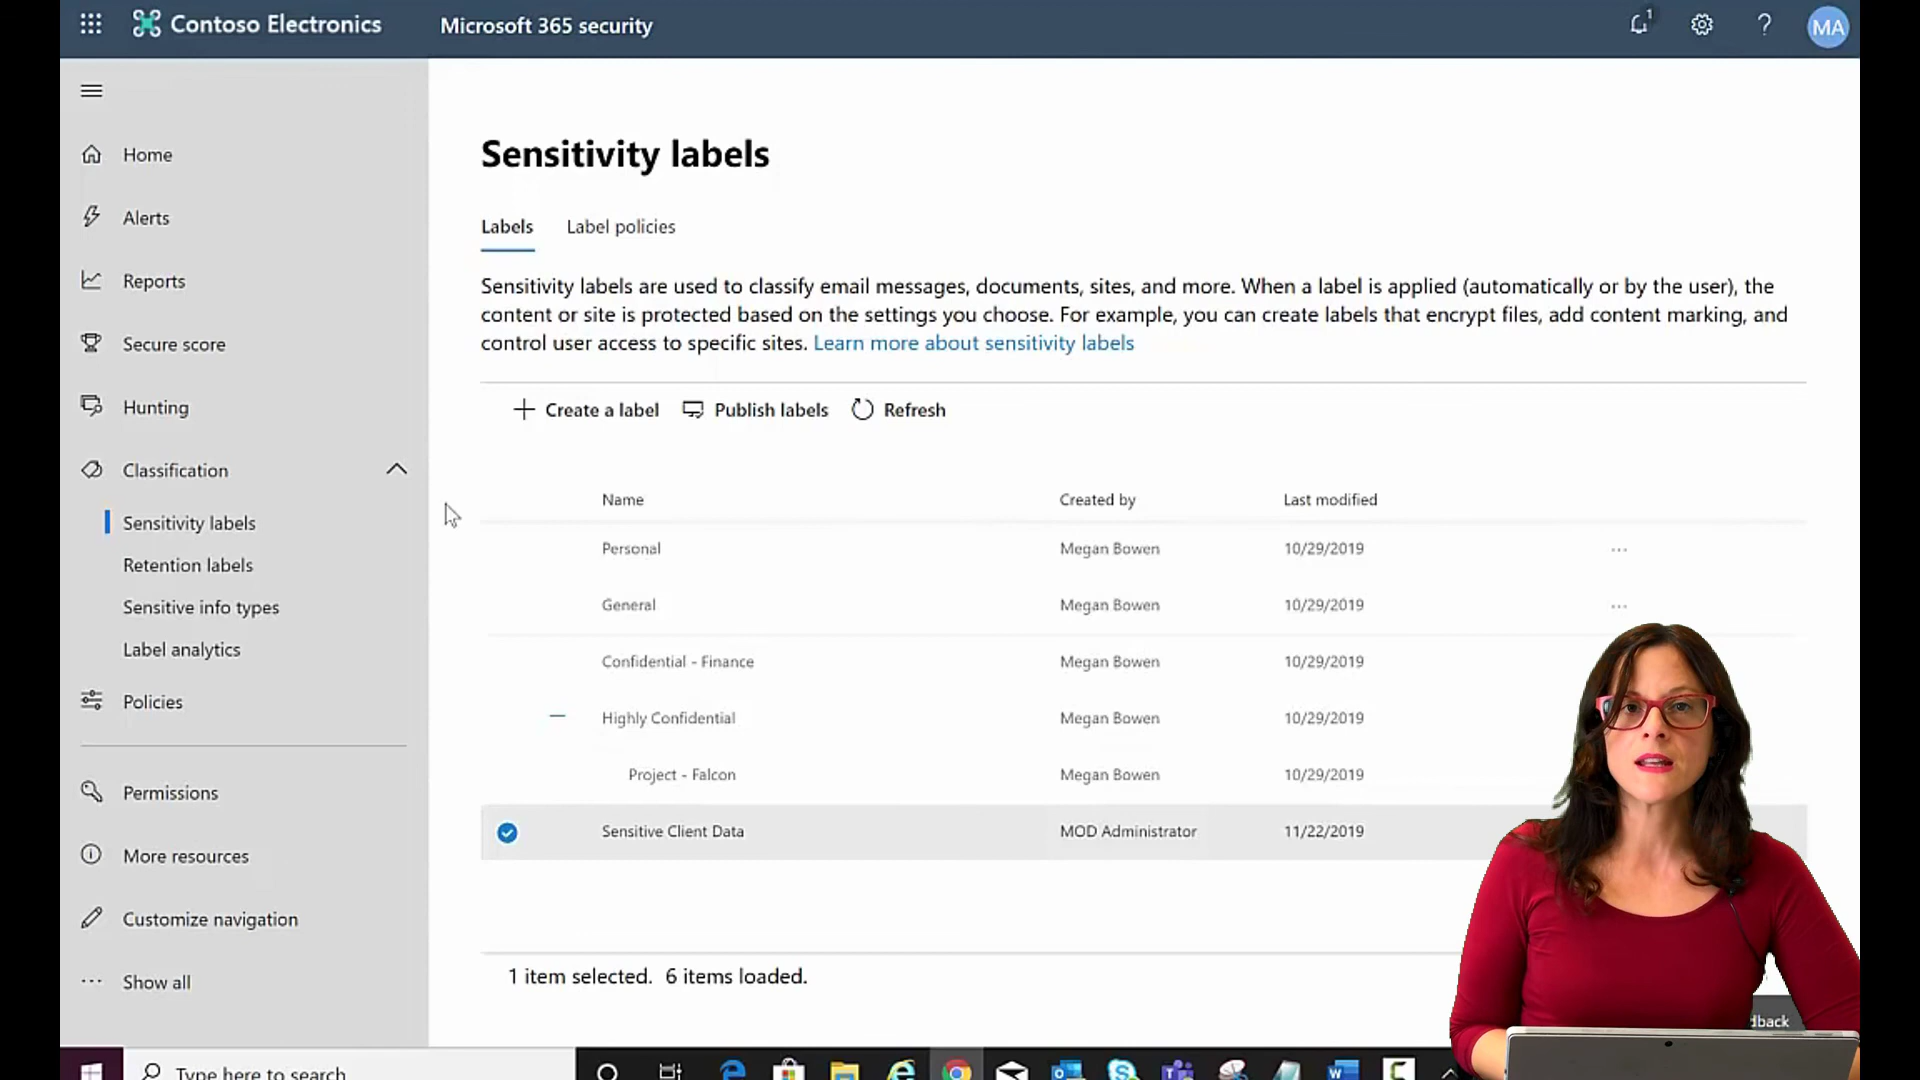 Contoso Electronics
Microsoft 365 security
1
MA
Home
Alerts
Reports
Secure score
Hunting
Classification
Sensitivity labels
Retention labels
Sensitive info types
Label analytics
Policies
Permissions
More resources
Customize navigation
Show all
Sensitivity labels
Labels Label policies
Sensitivity labels are used to classify email messages, documents, sites, and more. When a label is applied (automatically or by the user), the
content or site is protected based on the settings you choose. For example, you can create labels that encrypt files, add content marking, and
control user access to specific sites. Learn more about sensitivity labels
Create a label Publish labels Refresh
Name Created by Last modified
Personal Megan Bowen 10/29/2019
General Megan Bowen 10/29/2019
Confidential - Finance Megan Bowen 10/29/2019
Highly Confidential Megan Bowen 10/29/2019
Project - Falcon Megan Bowen 10/29/2019
Sensitive Client Data MOD Administrator 11/22/2019
1 item selected. 6 items loaded.
dback
Type here to search